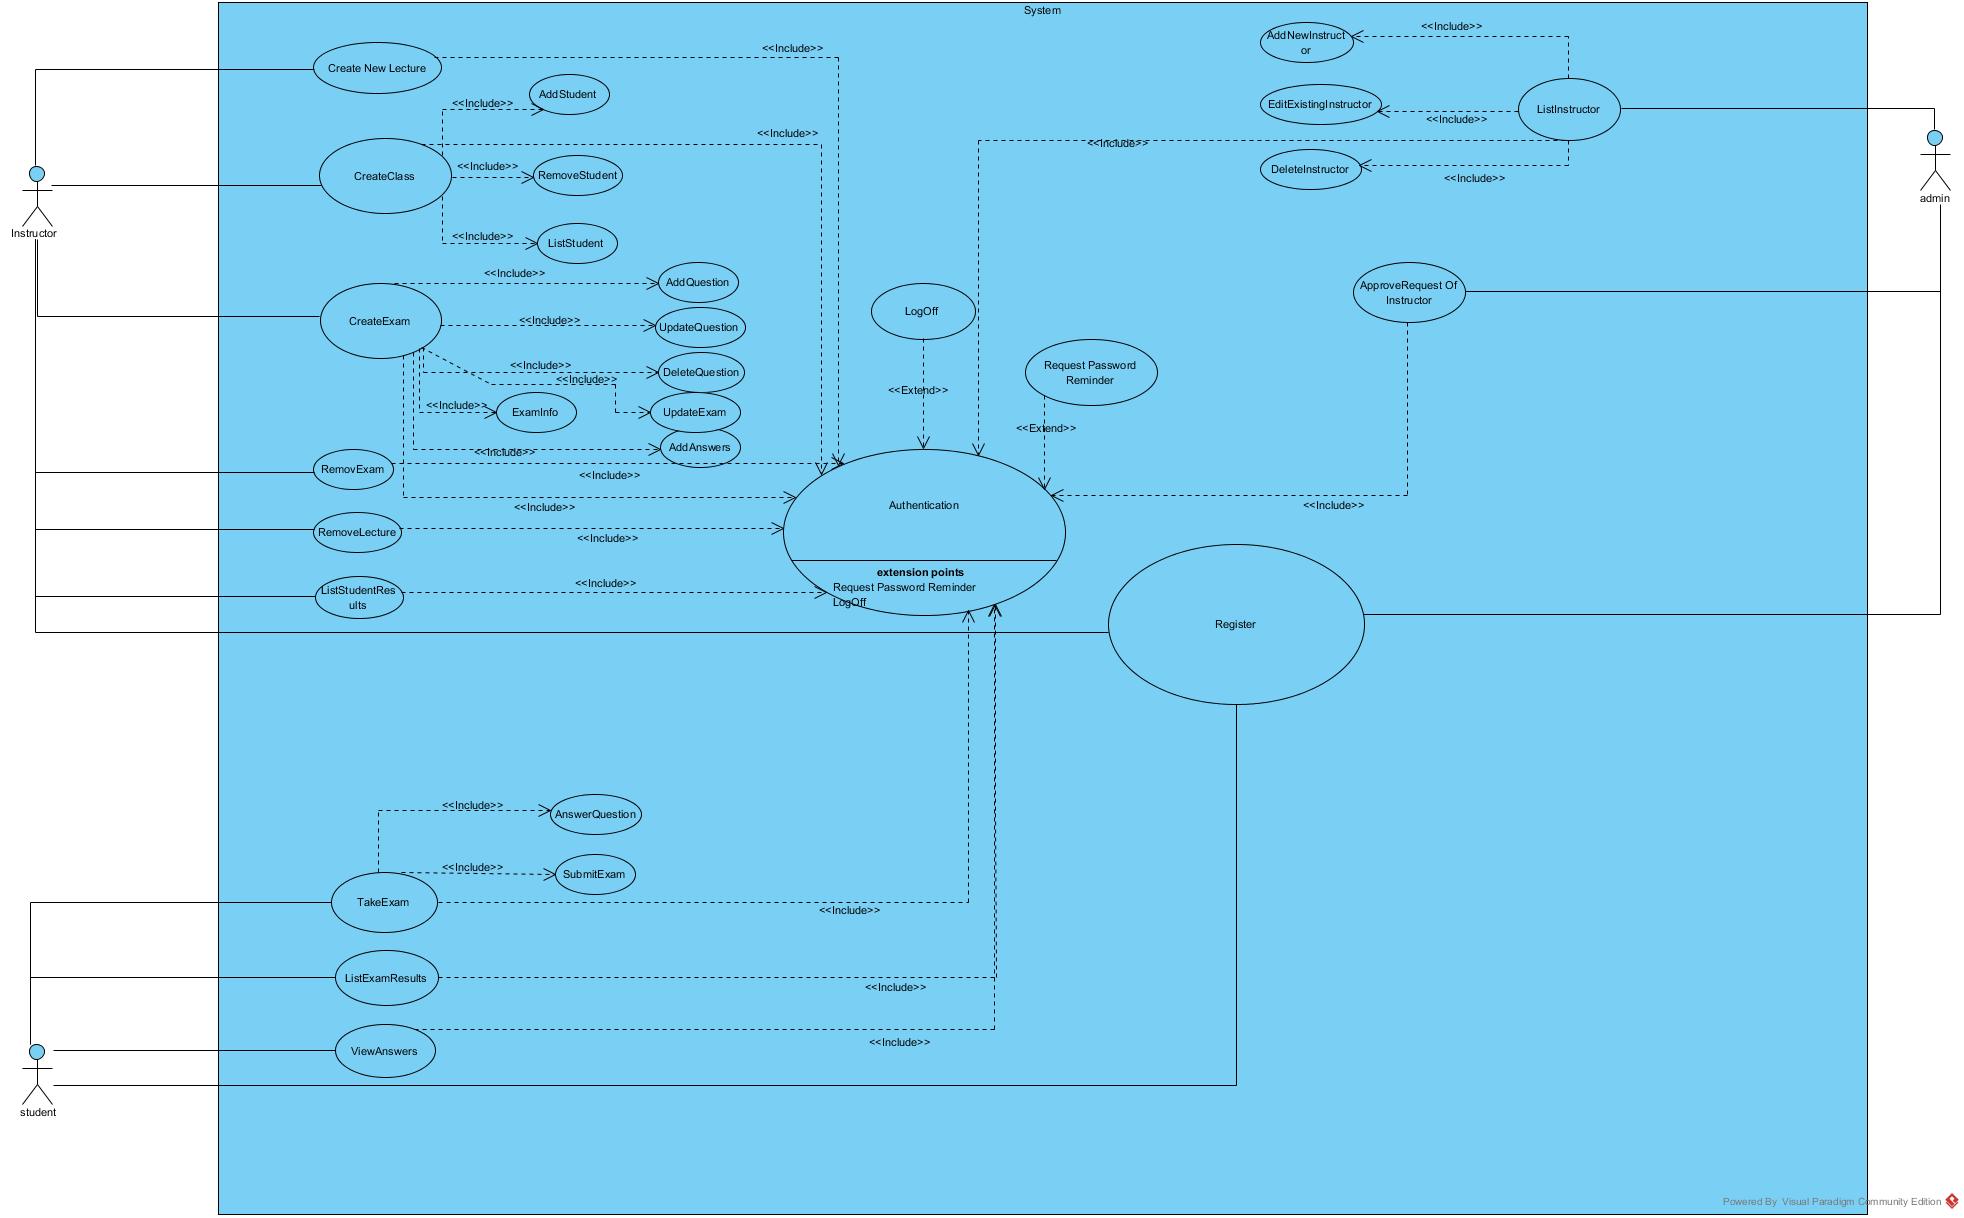 System
<<Include>>
<<Include>>
AddNewInstruct
or
Create New Lecture
AddStudent
<<Include>>
EditExistingInstructor
ListInstructor
<<Include>>
<<Include>>
<<Include>>
CreateClass
<<Include>>
RemoveStudent
DeleteInstructor
<<Include>>
admin
Instructor
<<Include>>
ListStudent
<<Include>>
AddQuestion
ApproveRequest Of
Instructor
LogOff
CreateExam
<<Include>>
UpdateQuestion
<<Include>>
DeleteQuestion
Request Password
Reminder
<<Include>>
<<Extend>>
<<Include>>
ExamInfo
UpdateExam
<<Extend>>
<<Include>>
AddAnswers
RemovExam
<<Include>>
<<Include>>
Authentication
<<Include>>
RemoveLecture
<<Include>>
extension points
Request Password Reminder
LogOff
ListStudentRes
ults
<<Include>>
Register
<<Include>>
AnswerQuestion
<<Include>>
SubmitExam
TakeExam
<<Include>>
ListExamResults
<<Include>>
ViewAnswers
<<Include>>
student
Powered By Visual Paradigm Community Edition